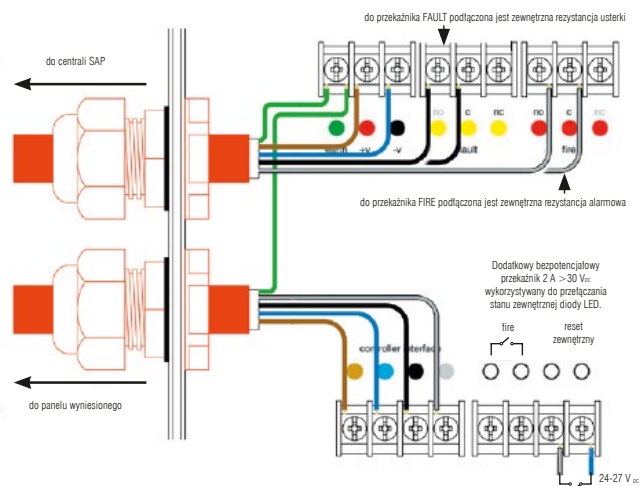 do przekaźnika FAULT podłączona jest zewnętrzna rezystancja usterki
do centrali SAP
no c nc no c nc
earth +v -v fault fire
do przekaźnika FIRE podłączona jest zewnętrzna rezystancja alarmowa
Dodatkowy bezpotencjałowy
przekaźnik 2 A >30 VDC
wykorzystywany do przełączania
stanu zewnętrznej diody LED.
fire
reset
zewnętrzny
controller interface
do panelu wyniesionego
24-27 V DC